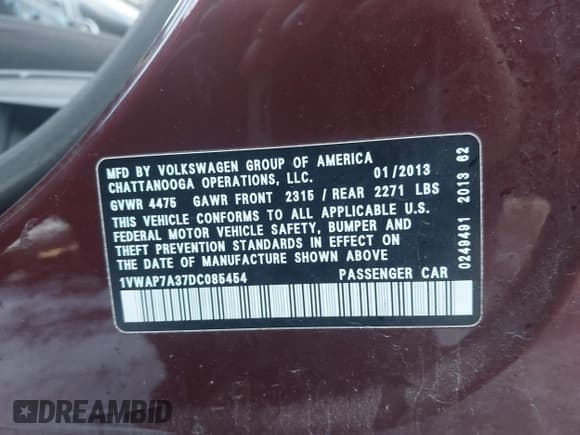 MFD BY VOLKSWAGEN GROUP OF AMERICA
CHATTANOOGA OPERATIONS, LLC. 01/2013
GVWR 4475 GAWR FRONT 2315 / REAR 2271 LBS
THIS VEHICLE CONFORMS TO ALL APPLICABLE U.S.
FEDERAL MOTOR VEHICLE SAFETY, BUMPER AND
THEFT PREVENTION STANDARDS IN EFFECT ON
THE DATE OF MANUFACTURE SHOWN ABOVE
1VWAP7A37DC085454 PASSENGER CAR
0249491 2013 62
DREAMBID